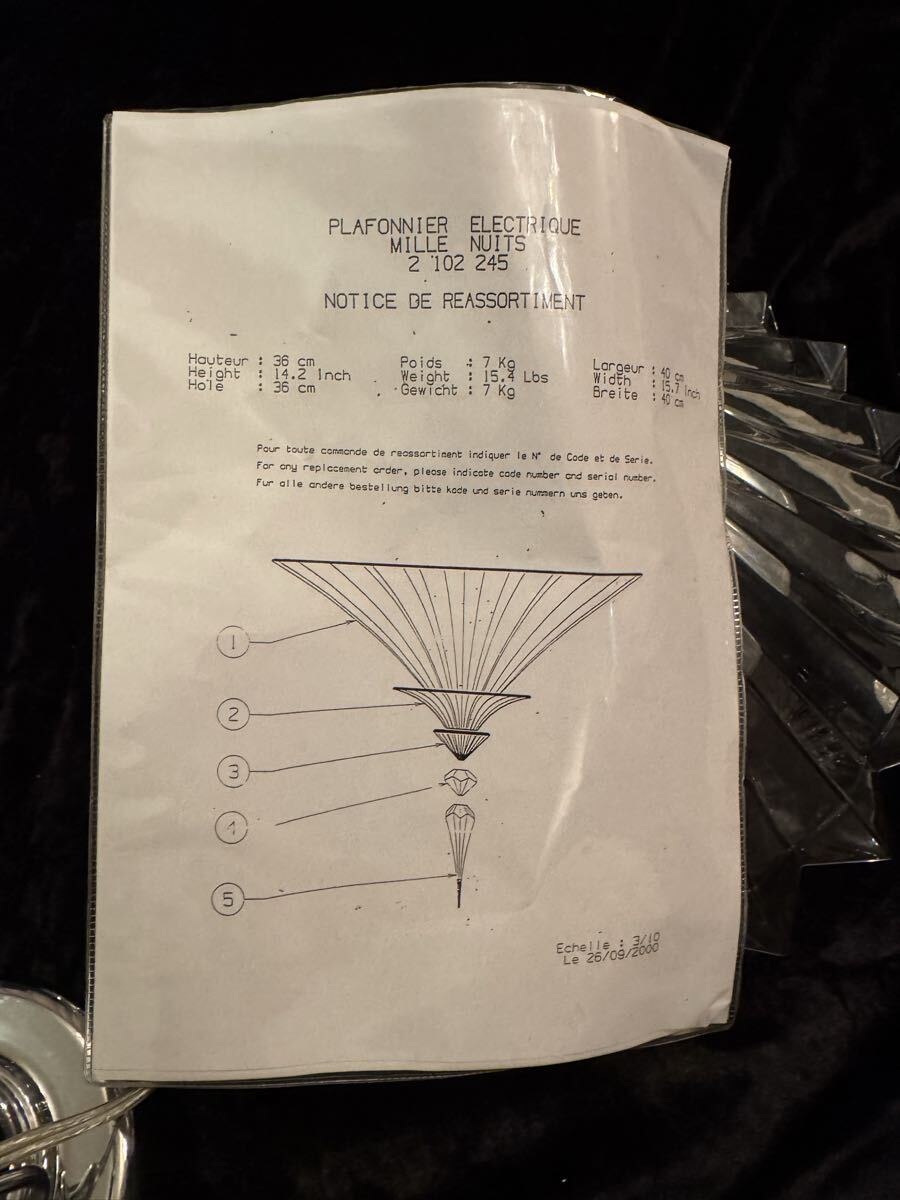 PLAFONNIER ELECTRIQUE
MILLE NUITS
2 102 245
NOTICE DE REASSORTIMENT
Hauteur : 36 cm
Height : 14.2 Inch
Hohe : 36 cm
Poids : 7 Kg
Weight : 15.4 Lbs
Gewicht : 7 Kg
Largeur : 40 cm
Width : 15.7 Inch
Breite : 40 cm
Pour toute commande de reassortiment indiquer le N° de Code et de Serie.
For any replacement order, please indicate code number and serial number.
Fur alle andere bestellung bitte kode und serie nummern uns geben.
1
2
3
4
5
Echelle : 3/10
Le 26/09/2000